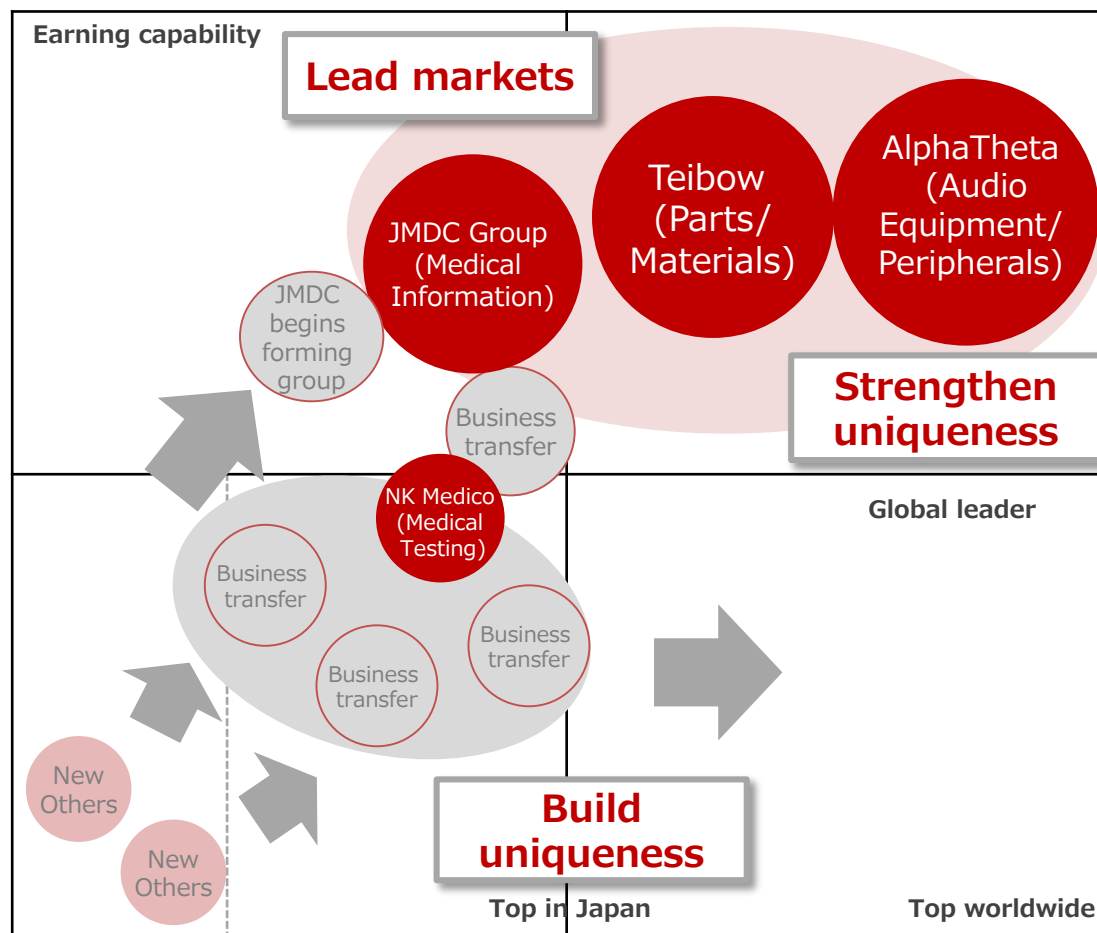 Earning capability
Lead markets
AlphaTheta
(Audio
Equipment/
Peripherals)
Teibow
(Parts/
Materials)
JMDC Group
(Medical
Information)
JMDC
begins
forming
group
Strengthen
uniqueness
Business
transfer
NK Medico
(Medical
Testing)
Global leader
Business
transfer
Business
transfer
Business
transfer
New
Others
New
Others
Build
uniqueness
Top in Japan
Top worldwide